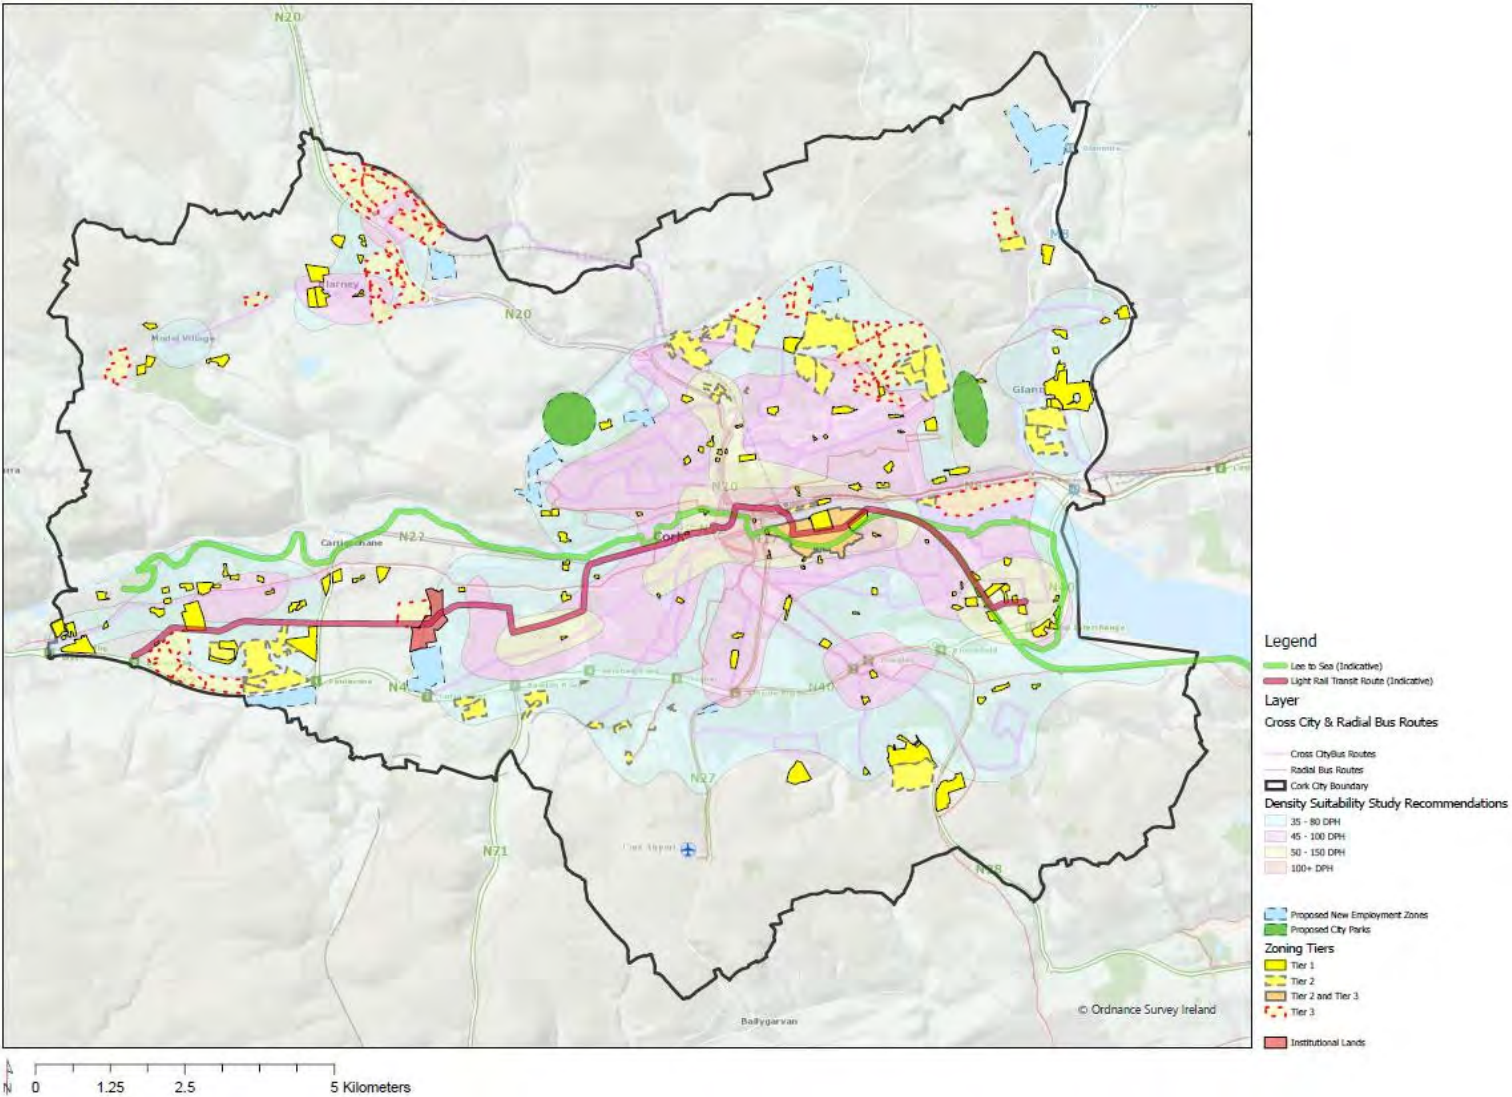 N20
Glanmire
M8
N20
Model Village
N20
N22
Cork
N27
N71
N28
Ballygarvan
© Ordnance Survey Ireland
Legend
Lee to Sea (Indicative)
Light Rail Transit Route (Indicative)
Layer
Cross City & Radial Bus Routes
Cross CityBus Routes
Radial Bus Routes
Cork City Boundary
Density Suitability Study Recommendations
35 - 80 DPH
45 - 100 DPH
50 - 150 DPH
100+ DPH
Proposed New Employment Zones
Proposed City Parks
Zoning Tiers
Tier 1
Tier 2
Tier 2 and Tier 3
Tier 3
Institutional Lands
N
0 1.25 2.5 5 Kilometers